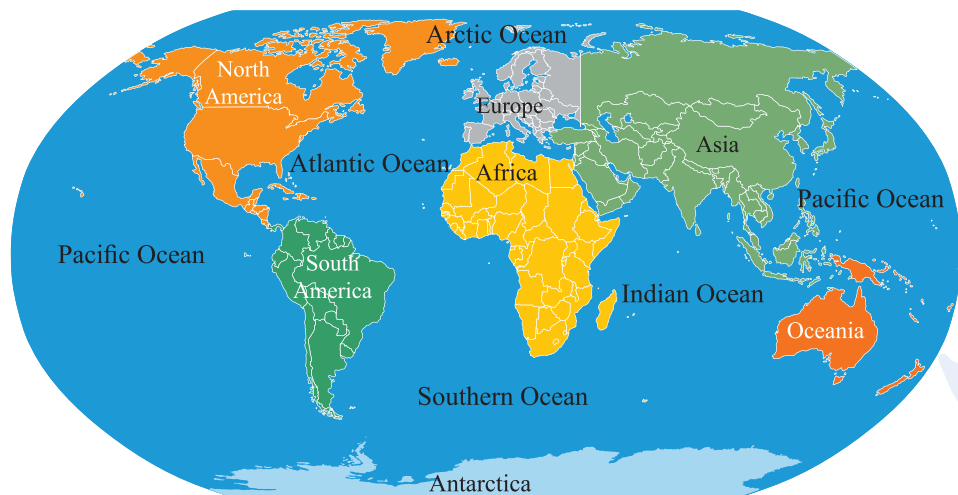 Arctic Ocean
North
America
Europe
Asia
Atlantic Ocean
Africa
Pacific Ocean
Pacific Ocean
South
America
Indian Ocean
Oceania
Southern Ocean
Antarctica